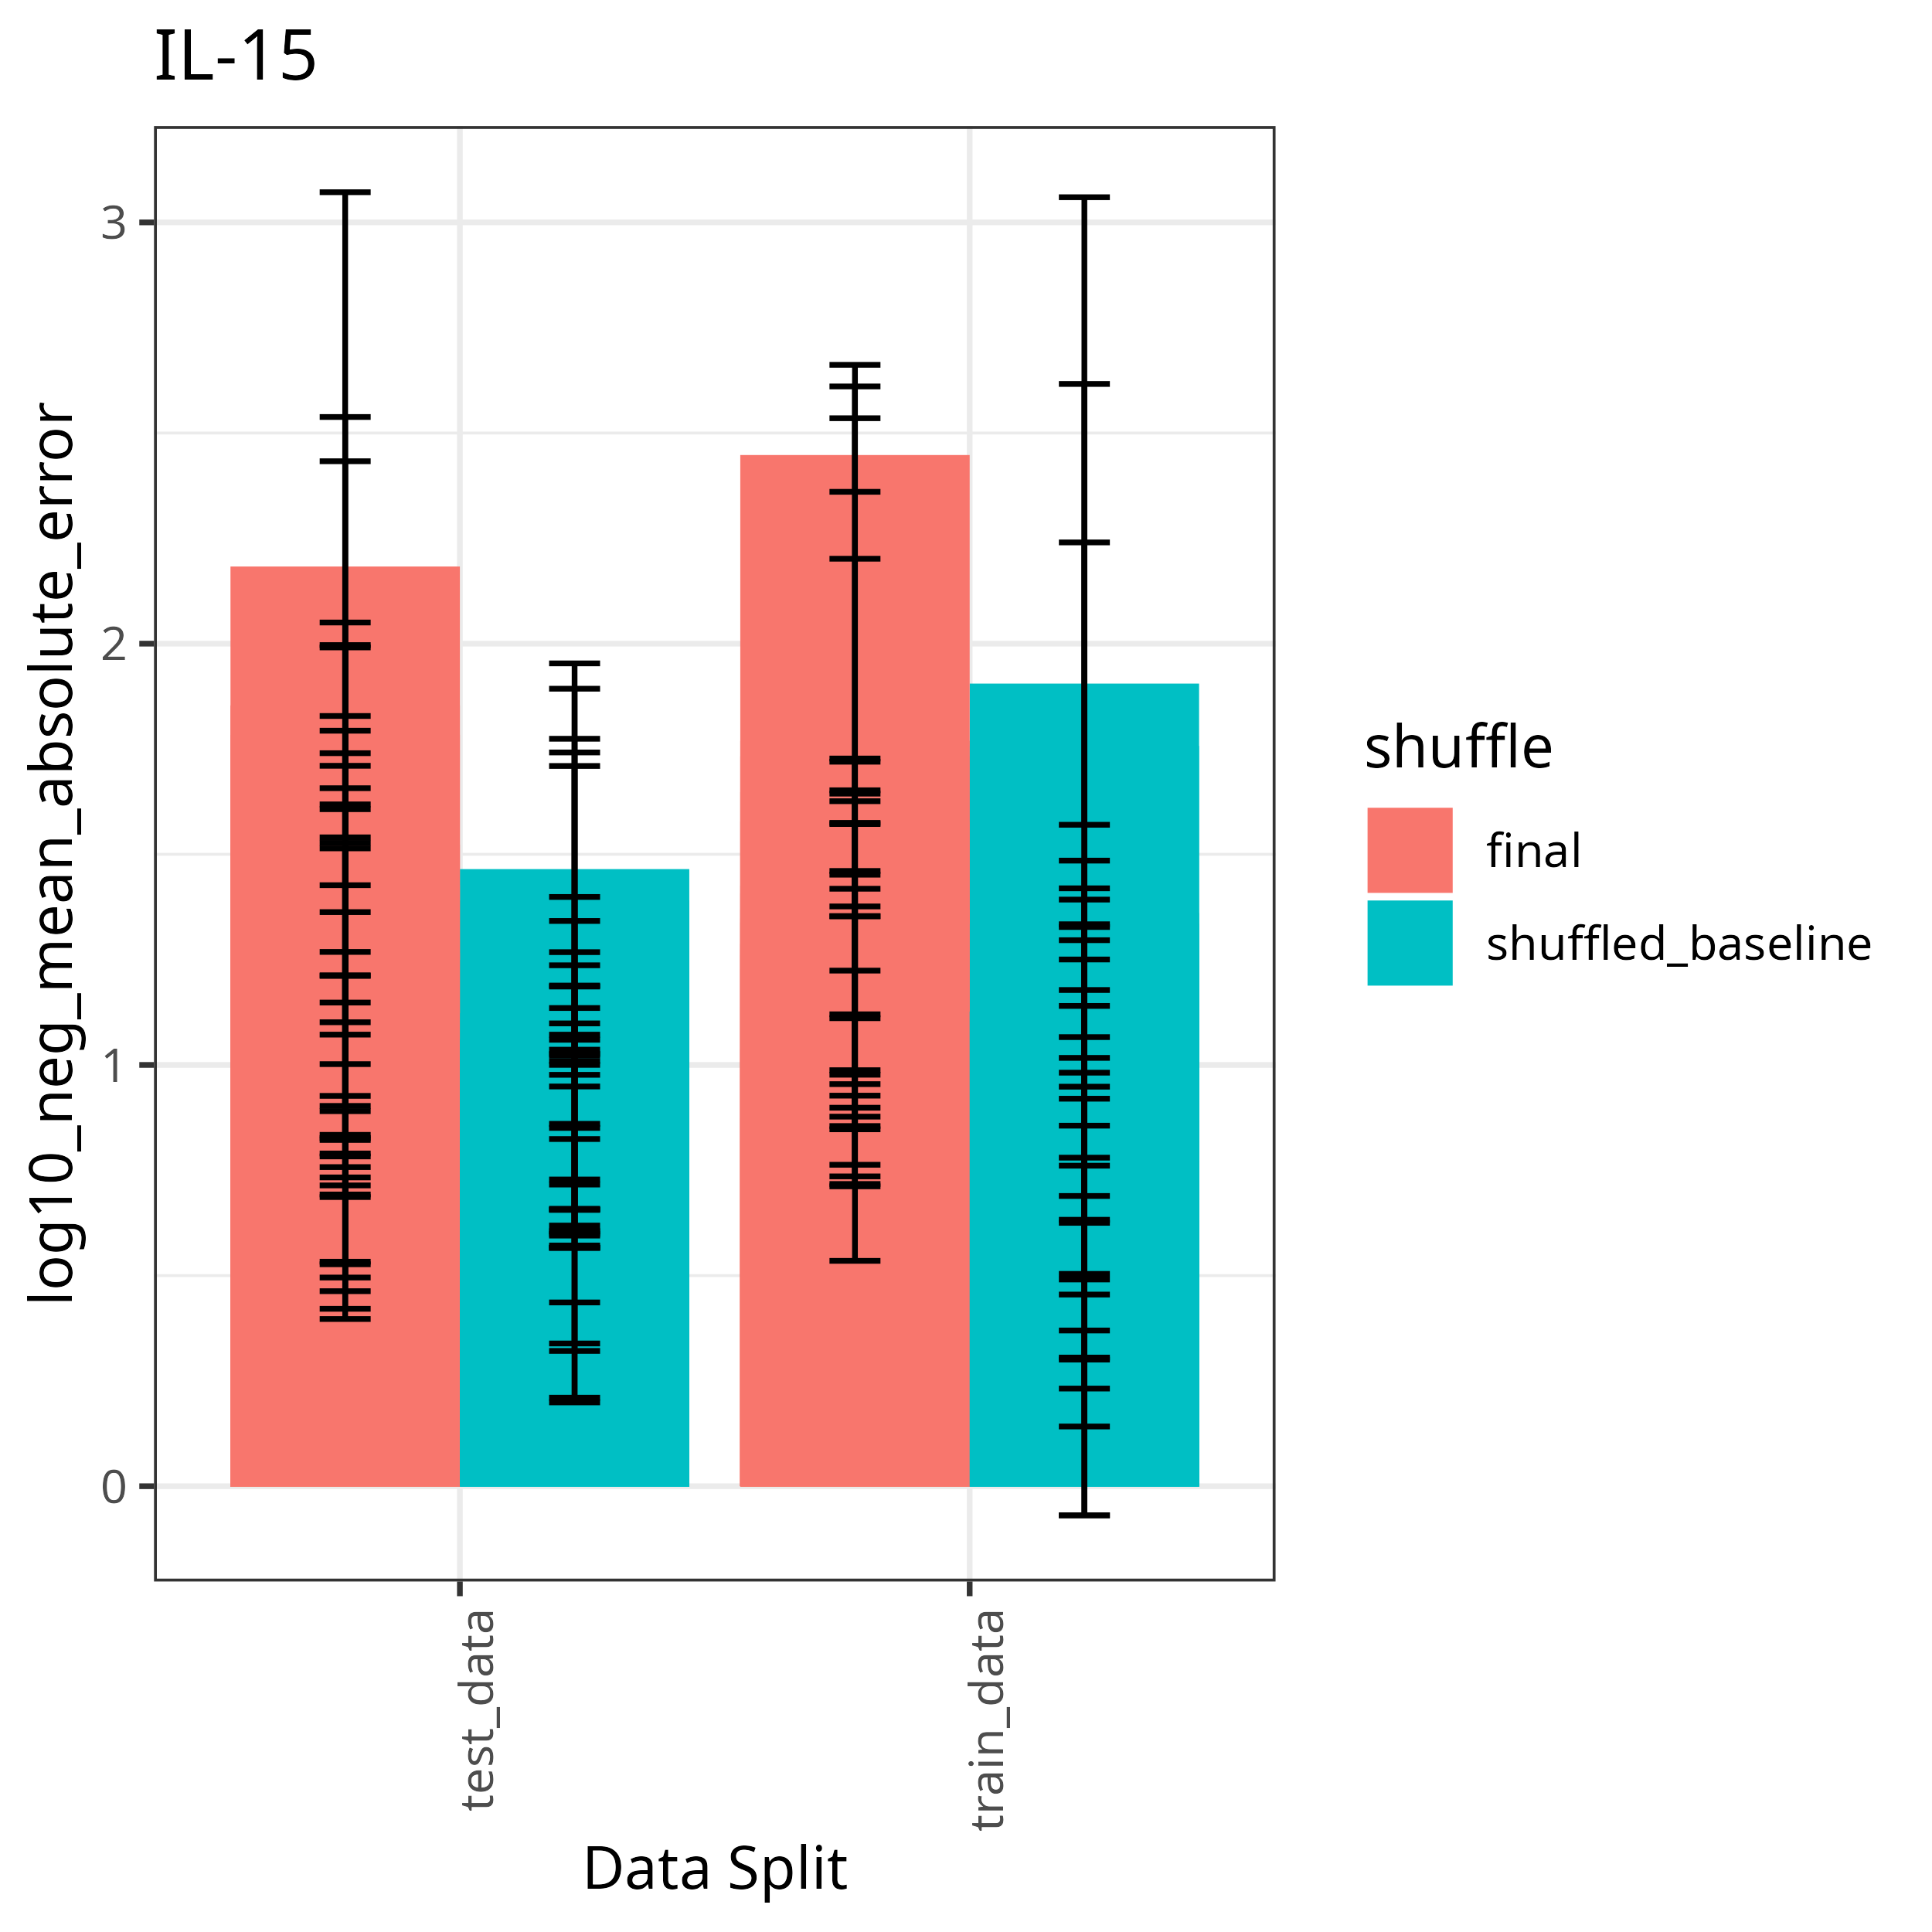 IL-15
log10_neg_mean_absolute_error
3
2
1
0
test_data
train_data
Data Split
shuffle
final
shuffled_baseline